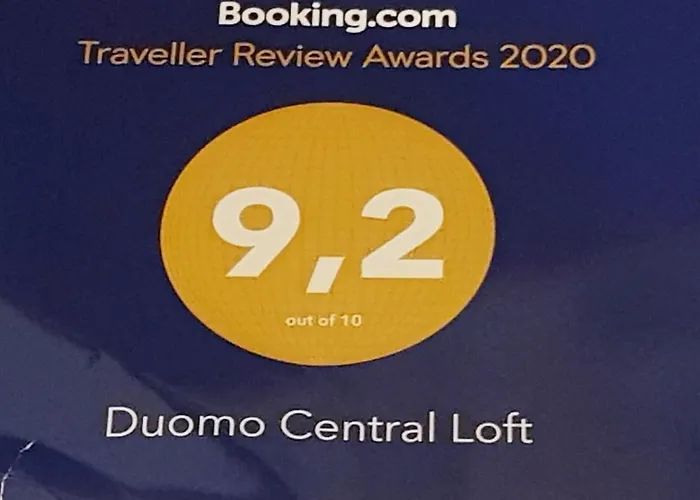 Booking.com
Traveller Review Awards 2020
9,2
out of 10
Duomo Central Loft